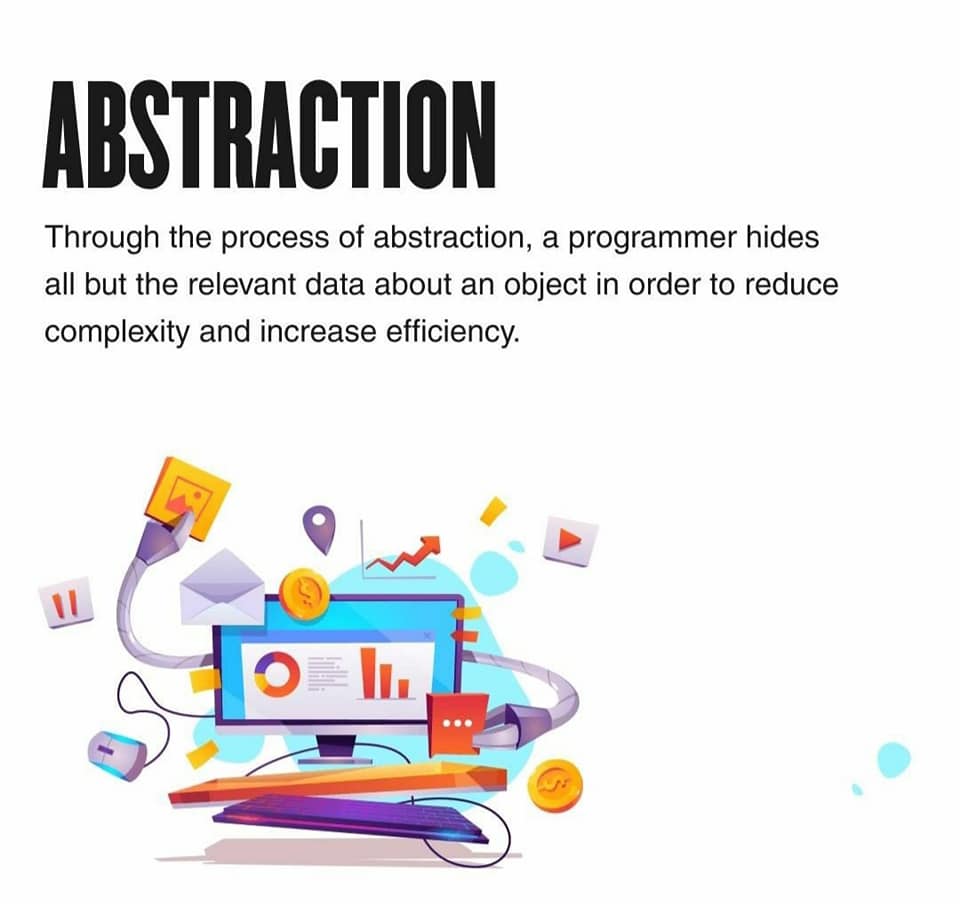 ABSTRACTION
Through the process of abstraction, a programmer hides
all but the relevant data about an object in order to reduce
complexity and increase efficiency.